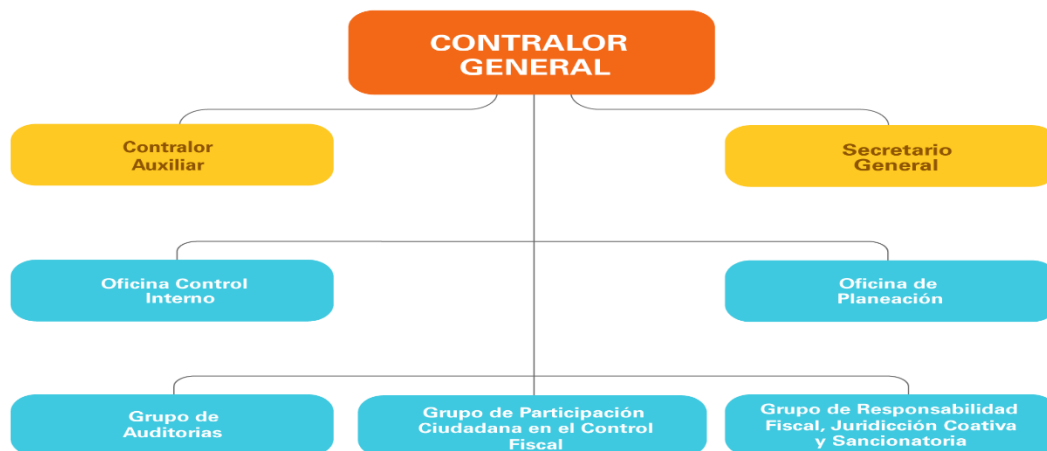 CONTRALOR
GENERAL
Contralor
Auxiliar
Secretario
General
Oficina Control
Interno
Oficina de
Planeación
Grupo de
Auditorias
Grupo de Participación
Ciudadana en el Control
Fiscal
Grupo de Responsabilidad
Fiscal, Juridicción Coativa
y Sancionatoria